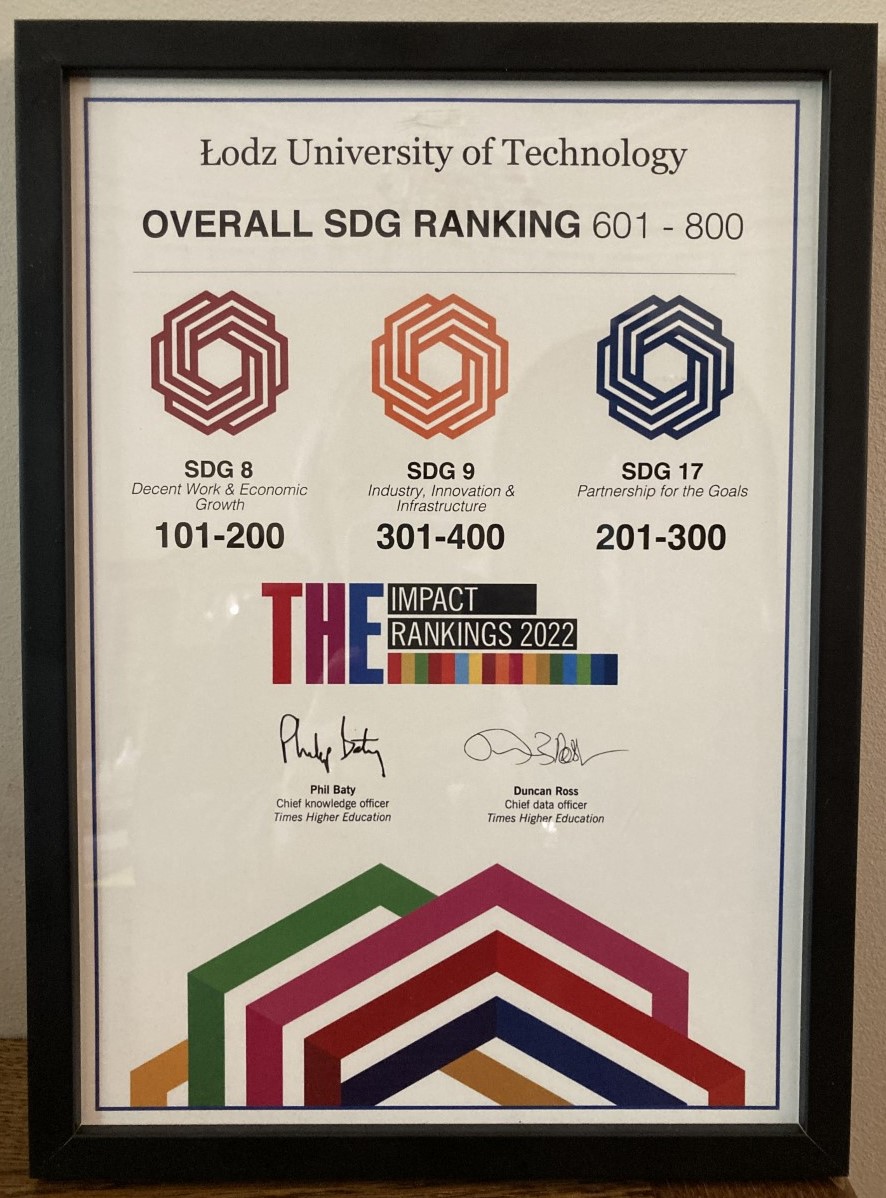 Łodz University of Technology
OVERALL SDG RANKING 601 - 800
SDG 8
Decent Work & Economic
Growth
101-200
SDG 9
Industry, Innovation &
Infrastructure
301-400
SDG 17
Partnership for the Goals
201-300
THE IMPACT
RANKINGS 2022
Philip Baty
Phil Baty
Chief knowledge officer
Times Higher Education
Duncan Ross
Chief data officer
Times Higher Education